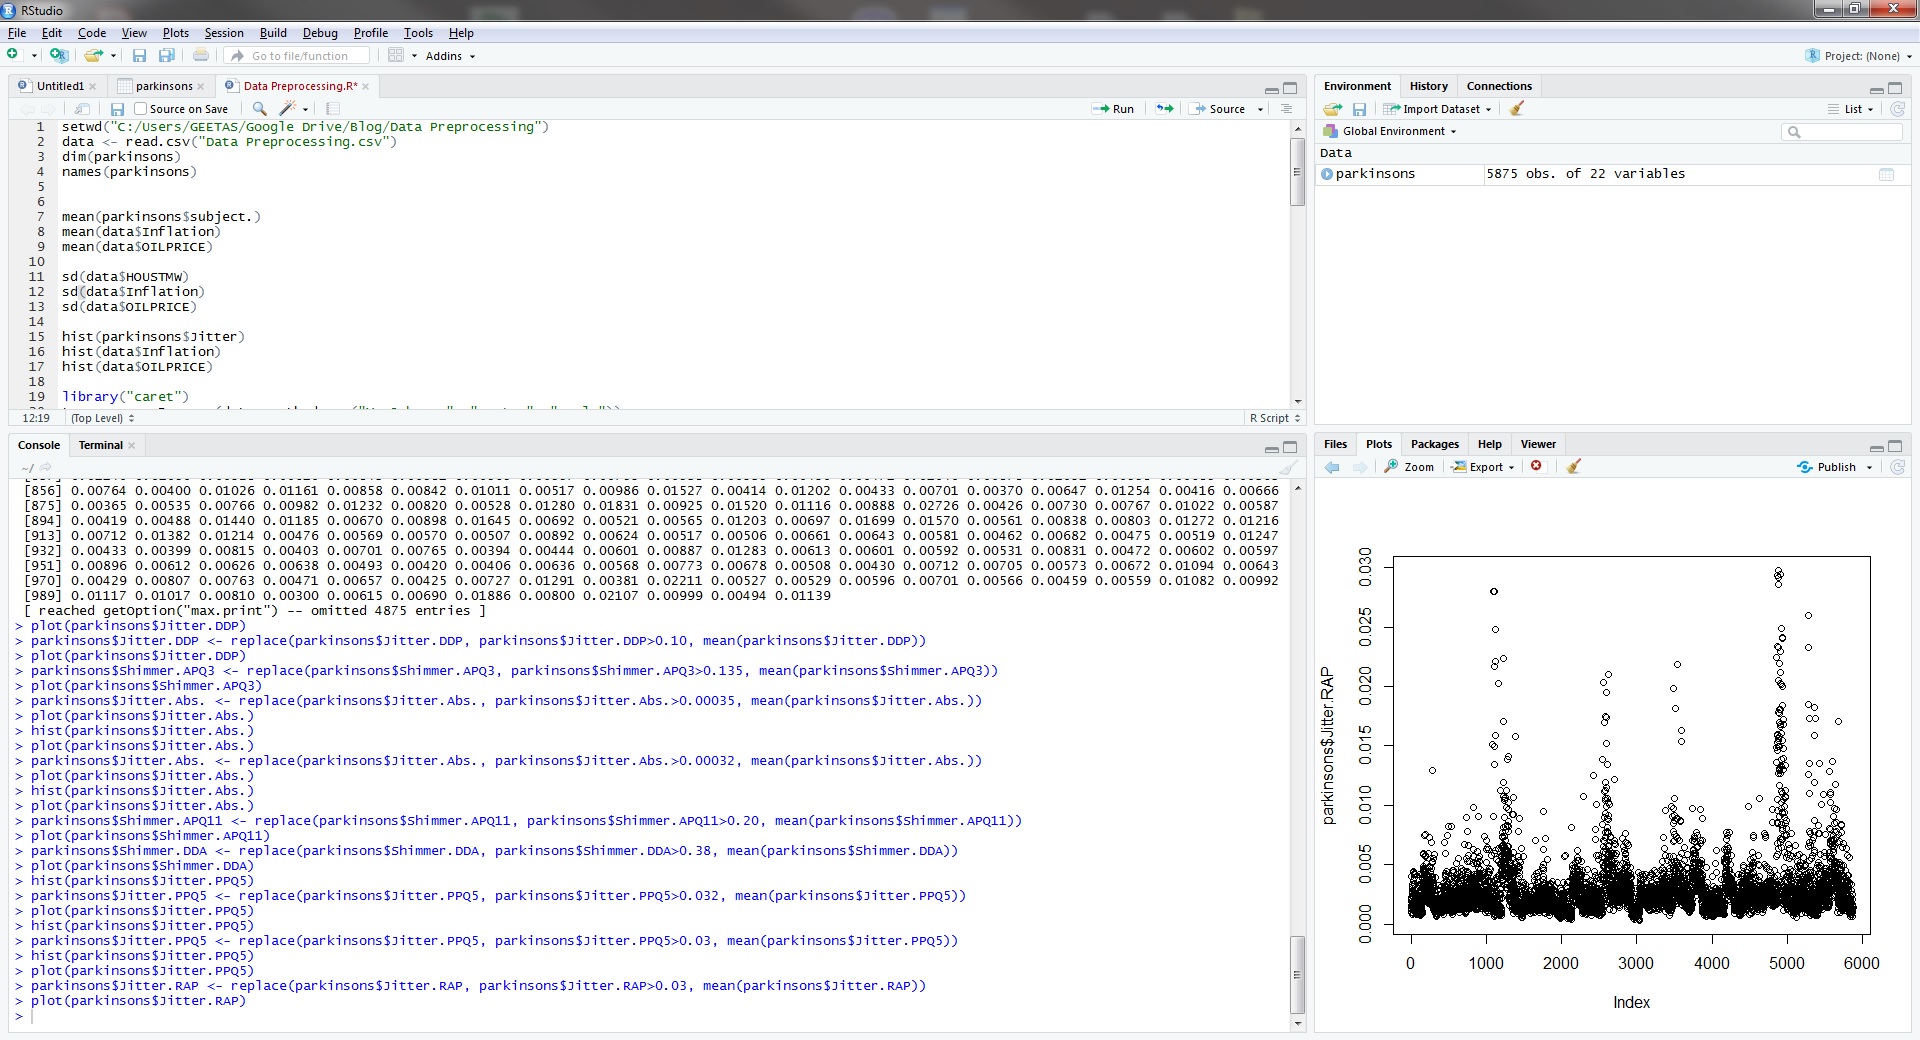 RStudio
File Edit Code View Plots Session Build Debug Profile Tools Help
Go to file/function Addins Project: (None)
Untitled1 parkinsons Data Preprocessing.R*
Source on Save Run Source
1 setwd("C:/Users/GEETAS/Google Drive/Blog/Data Preprocessing")
2 data <- read.csv("Data Preprocessing.csv")
3 dim(parkinsons)
4 names(parkinsons)
5
6
7 mean(parkinsons$subject.)
8 mean(data$Inflation)
9 mean(data$OILPRICE)
10
11 sd(data$HOUSTMW)
12 sd(data$Inflation)
13 sd(data$OILPRICE)
14
15 hist(parkinsons$Jitter)
16 hist(data$Inflation)
17 hist(data$OILPRICE)
18
19 library("caret")
12:19 (Top Level) R Script
Console Terminal
~/
[856] 0.00764 0.00400 0.01026 0.01161 0.00858 0.00842 0.01011 0.00517 0.00986 0.01527 0.00414 0.01202 0.00433 0.00701 0.00370 0.00647 0.01254 0.00416 0.00666
[875] 0.00365 0.00535 0.00766 0.00982 0.01232 0.00820 0.00528 0.01280 0.01831 0.00925 0.01520 0.01116 0.00888 0.02726 0.00426 0.00730 0.00767 0.01022 0.00587
[894] 0.00419 0.00488 0.01440 0.01185 0.00670 0.00898 0.01645 0.00692 0.00521 0.00565 0.01203 0.00697 0.01699 0.01570 0.00561 0.00838 0.00803 0.01272 0.01216
[913] 0.00712 0.01382 0.01214 0.00476 0.00569 0.00570 0.00507 0.00892 0.00624 0.00517 0.00506 0.00661 0.00643 0.00581 0.00462 0.00682 0.00475 0.00519 0.01247
[932] 0.00433 0.00399 0.00815 0.00403 0.00701 0.00765 0.00394 0.00444 0.00601 0.00887 0.01283 0.00613 0.00601 0.00592 0.00531 0.00831 0.00472 0.00602 0.00597
[951] 0.00896 0.00612 0.00626 0.00638 0.00493 0.00420 0.00406 0.00636 0.00568 0.00773 0.00678 0.00508 0.00430 0.00712 0.00705 0.00573 0.00672 0.01094 0.00643
[970] 0.00429 0.00807 0.00763 0.00471 0.00657 0.00425 0.00727 0.01291 0.00381 0.02211 0.00527 0.00529 0.00596 0.00701 0.00566 0.00459 0.00559 0.01082 0.00992
[989] 0.01117 0.01017 0.00810 0.00300 0.00615 0.00690 0.01886 0.00800 0.02107 0.00999 0.00494 0.01139
[ reached getOption("max.print") -- omitted 4875 entries ]
> plot(parkinsons$Jitter.DDP)
> parkinsons$Jitter.DDP <- replace(parkinsons$Jitter.DDP, parkinsons$Jitter.DDP>0.10, mean(parkinsons$Jitter.DDP))
> plot(parkinsons$Jitter.DDP)
> parkinsons$Shimmer.APQ3 <- replace(parkinsons$Shimmer.APQ3, parkinsons$Shimmer.APQ3>0.135, mean(parkinsons$Shimmer.APQ3))
> plot(parkinsons$Shimmer.APQ3)
> parkinsons$Jitter.Abs. <- replace(parkinsons$Jitter.Abs., parkinsons$Jitter.Abs.>0.00035, mean(parkinsons$Jitter.Abs.))
> plot(parkinsons$Jitter.Abs.)
> hist(parkinsons$Jitter.Abs.)
> plot(parkinsons$Jitter.Abs.)
> parkinsons$Jitter.Abs. <- replace(parkinsons$Jitter.Abs., parkinsons$Jitter.Abs.>0.00032, mean(parkinsons$Jitter.Abs.))
> plot(parkinsons$Jitter.Abs.)
> hist(parkinsons$Jitter.Abs.)
> plot(parkinsons$Jitter.Abs.)
> parkinsons$Shimmer.APQ11 <- replace(parkinsons$Shimmer.APQ11, parkinsons$Shimmer.APQ11>0.20, mean(parkinsons$Shimmer.APQ11))
> plot(parkinsons$Shimmer.APQ11)
> parkinsons$Shimmer.DDA <- replace(parkinsons$Shimmer.DDA, parkinsons$Shimmer.DDA>0.38, mean(parkinsons$Shimmer.DDA))
> plot(parkinsons$Shimmer.DDA)
> hist(parkinsons$Jitter.PPQ5)
> parkinsons$Jitter.PPQ5 <- replace(parkinsons$Jitter.PPQ5, parkinsons$Jitter.PPQ5>0.032, mean(parkinsons$Jitter.PPQ5))
> plot(parkinsons$Jitter.PPQ5)
> hist(parkinsons$Jitter.PPQ5)
> parkinsons$Jitter.PPQ5 <- replace(parkinsons$Jitter.PPQ5, parkinsons$Jitter.PPQ5>0.03, mean(parkinsons$Jitter.PPQ5))
> hist(parkinsons$Jitter.PPQ5)
> plot(parkinsons$Jitter.PPQ5)
> parkinsons$Jitter.RAP <- replace(parkinsons$Jitter.RAP, parkinsons$Jitter.RAP>0.03, mean(parkinsons$Jitter.RAP))
> plot(parkinsons$Jitter.RAP)
>
Environment History Connections
Import Dataset List
Global Environment
Data
parkinsons 5875 obs. of 22 variables
Files Plots Packages Help Viewer
Zoom Export Publish
parkinsons$Jitter.RAP
0.030
0.025
0.020
0.015
0.010
0.005
0.000
0 1000 2000 3000 4000 5000 6000
Index